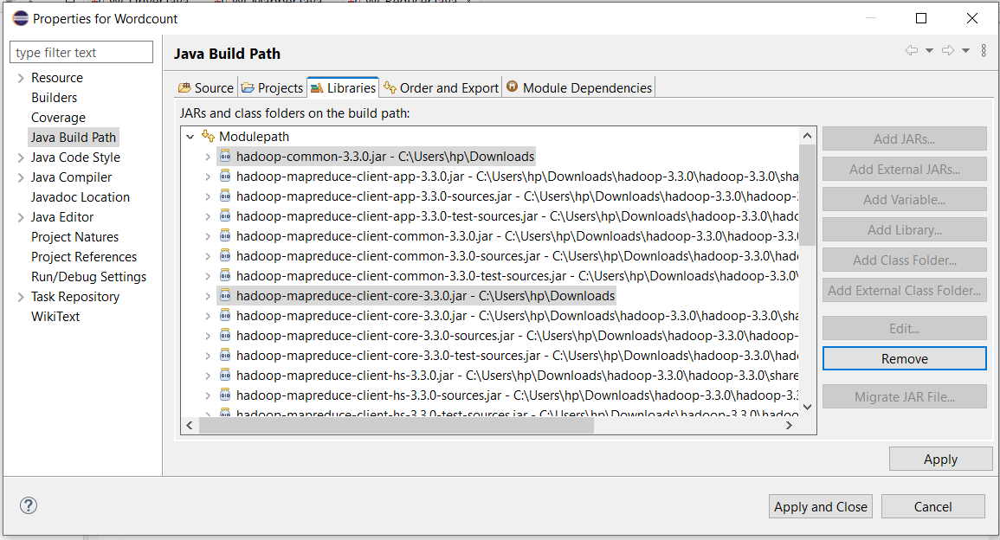 Properties for Wordcount
type filter text
Resource
Builders
Coverage
Java Build Path
Java Code Style
Java Compiler
Javadoc Location
Java Editor
Project Natures
Project References
Run/Debug Settings
Task Repository
WikiText
Java Build Path
Source Projects Libraries Order and Export Module Dependencies
JARs and class folders on the build path:
Modulepath
hadoop-common-3.3.0.jar - C:\Users\hp\Downloads
hadoop-mapreduce-client-app-3.3.0.jar - C:\Users\hp\Downloads\hadoop-3.3.0\hadoop-3.3.0\sha
hadoop-mapreduce-client-app-3.3.0-sources.jar - C:\Users\hp\Downloads\hadoop-3.3.0\hadoop-
hadoop-mapreduce-client-app-3.3.0-test-sources.jar - C:\Users\hp\Downloads\hadoop-3.3.0\hadc
hadoop-mapreduce-client-common-3.3.0.jar - C:\Users\hp\Downloads\hadoop-3.3.0\hadoop-3.3.
hadoop-mapreduce-client-common-3.3.0-sources.jar - C:\Users\hp\Downloads\hadoop-3.3.0\had
hadoop-mapreduce-client-common-3.3.0-test-sources.jar - C:\Users\hp\Downloads\hadoop-3.3.0\
hadoop-mapreduce-client-core-3.3.0.jar - C:\Users\hp\Downloads
hadoop-mapreduce-client-core-3.3.0.jar - C:\Users\hp\Downloads\hadoop-3.3.0\hadoop-3.3.0\sha
hadoop-mapreduce-client-core-3.3.0-sources.jar - C:\Users\hp\Downloads\hadoop-3.3.0\hadoop-
hadoop-mapreduce-client-core-3.3.0-test-sources.jar - C:\Users\hp\Downloads\hadoop-3.3.0\had
hadoop-mapreduce-client-hs-3.3.0.jar - C:\Users\hp\Downloads\hadoop-3.3.0\hadoop-3.3.0\share
hadoop-mapreduce-client-hs-3.3.0-sources.jar - C:\Users\hp\Downloads\hadoop-3.3.0\hadoop-3.
hadoop-mapreduce-client-hs-3.3.0-test-sources.jar - C:\Users\hp\Downloads\hadoop-3.3.0\hadoo
Add JARs...
Add External JARs...
Add Variable...
Add Library...
Add Class Folder...
Add External Class Folder...
Edit...
Remove
Migrate JAR File...
Apply
Apply and Close
Cancel